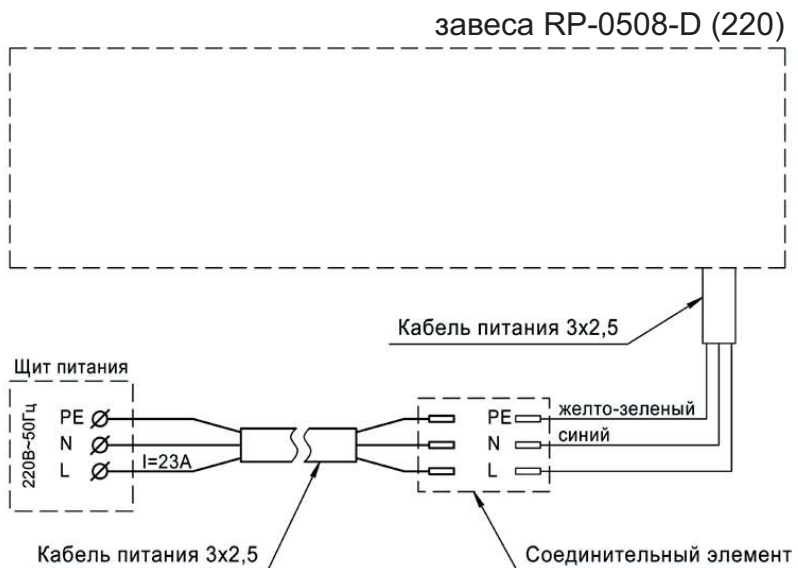 завеса RP-0508-D (220)
Кабель питания 3х2,5
Щит питания
220В~50Гц
PE
N
L
I=23А
PE
N
L
желто-зеленый
синий
Кабель питания 3х2,5
Соединительный элемент